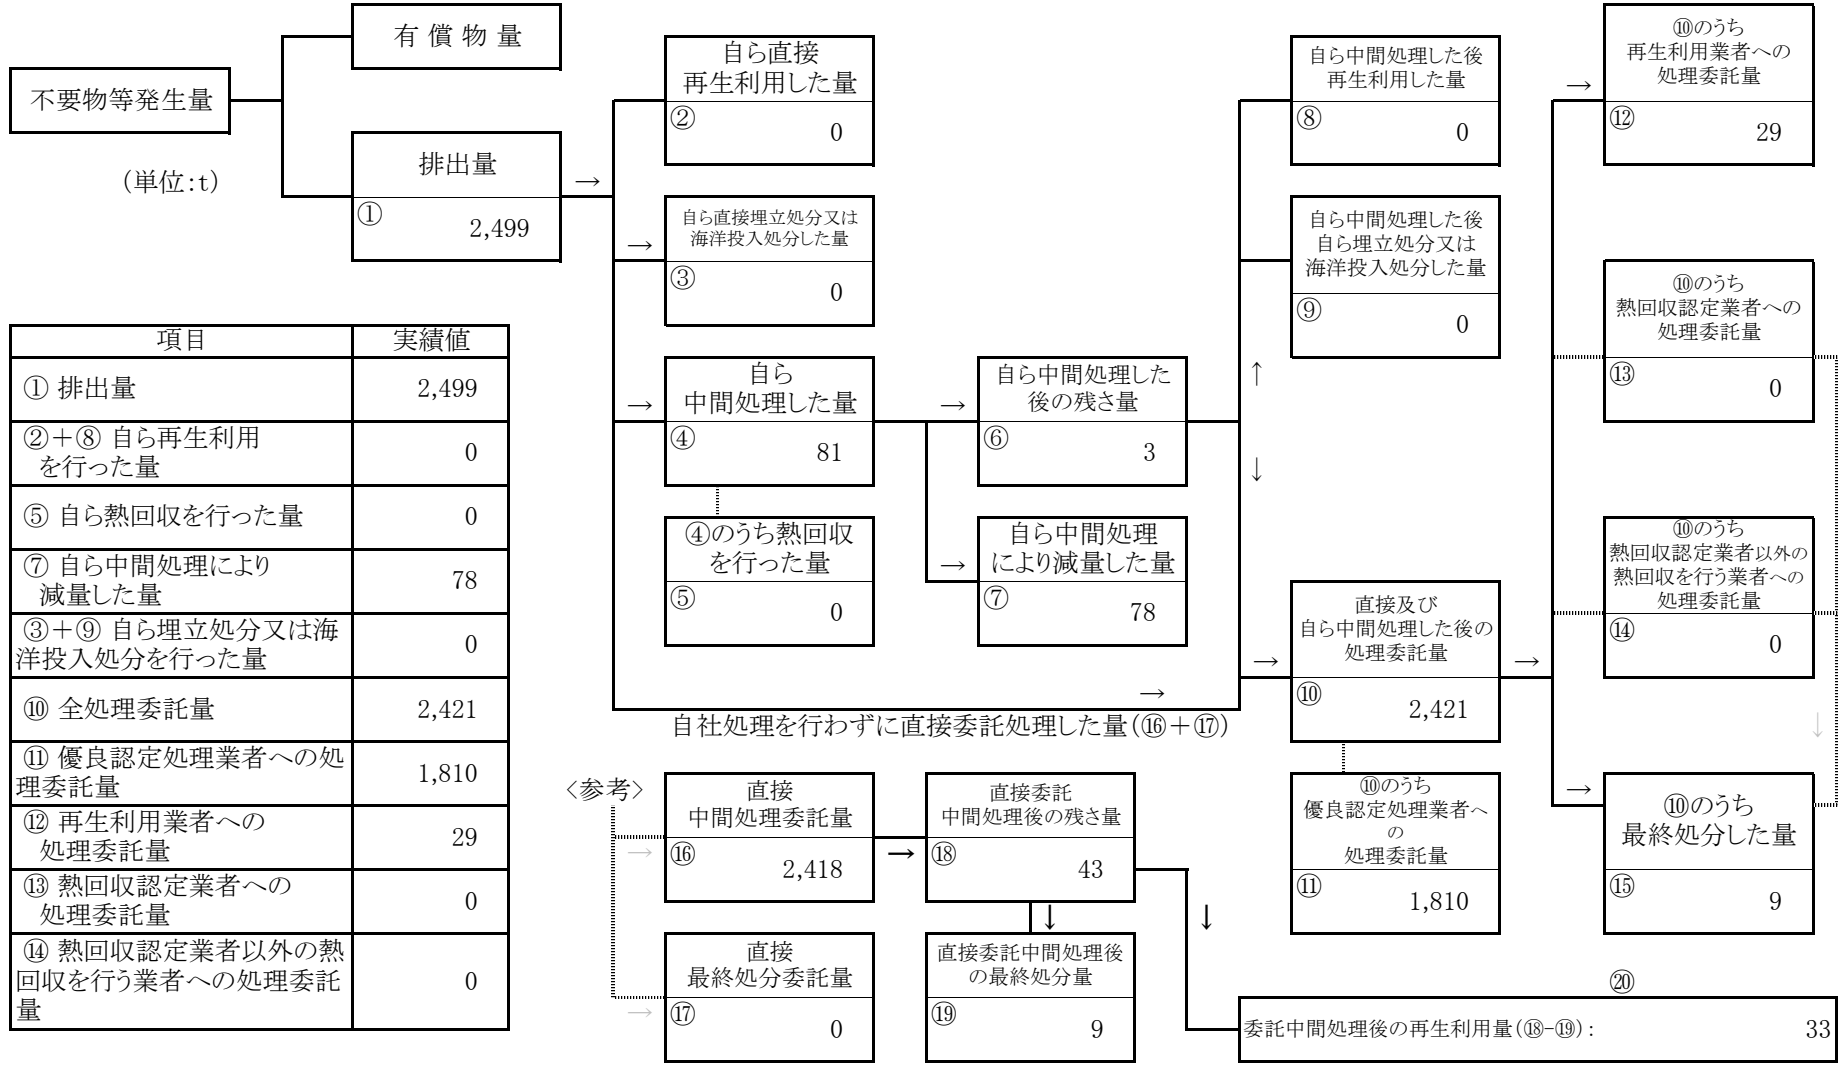 不要物等発生量
有 償 物 量
(単位:t)
排出量
→
①
2,499
自ら直接
再生利用した量
②
0
自ら直接埋立処分又は
海洋投入処分した量
→
③
0
自ら
中間処理した量
→
④
81
④のうち熱回収
を行った量
⑤
0
自ら中間処理した
後の残さ量
→
⑥
3
自ら中間処理
により減量した量
→
⑦
78
自ら中間処理した後
再生利用した量
⑧
0
自ら中間処理した後
自ら埋立処分又は
海洋投入処分した量
⑨
0
↑
↓
直接及び
自ら中間処理した後の
処理委託量
→
⑩
2,421
→
→
自社処理を行わずに直接委託処理した量(⑯+⑰)
⑩のうち
優良認定処理業者へ
の
処理委託量
⑪
1,810
⑩のうち
再生利用業者への
処理委託量
→
⑫
29
⑩のうち
熱回収認定業者への
処理委託量
⑬
0
⑩のうち
熱回収認定業者以外の
熱回収を行う業者への
処理委託量
⑭
0
↓
⑩のうち
最終処分した量
→
⑮
9
項目 実績値
① 排出量 2,499
②+⑧ 自ら再生利用
を行った量 0
⑤ 自ら熱回収を行った量 0
⑦ 自ら中間処理により
減量した量 78
③+⑨ 自ら埋立処分又は海
洋投入処分を行った量 0
⑩ 全処理委託量 2,421
⑪ 優良認定処理業者への処
理委託量 1,810
⑫ 再生利用業者への
処理委託量 29
⑬ 熱回収認定業者への
処理委託量 0
⑭ 熱回収認定業者以外の熱
回収を行う業者への処理委託
量 0
<参考>
直接
中間処理委託量
→
⑯
2,418
直接
最終処分委託量
→
⑰
0
直接委託
中間処理後の残さ量
→
⑱
43
↓
↓
直接委託中間処理後
の最終処分量
⑲
9
⑳
委託中間処理後の再生利用量(⑱-⑲): 33